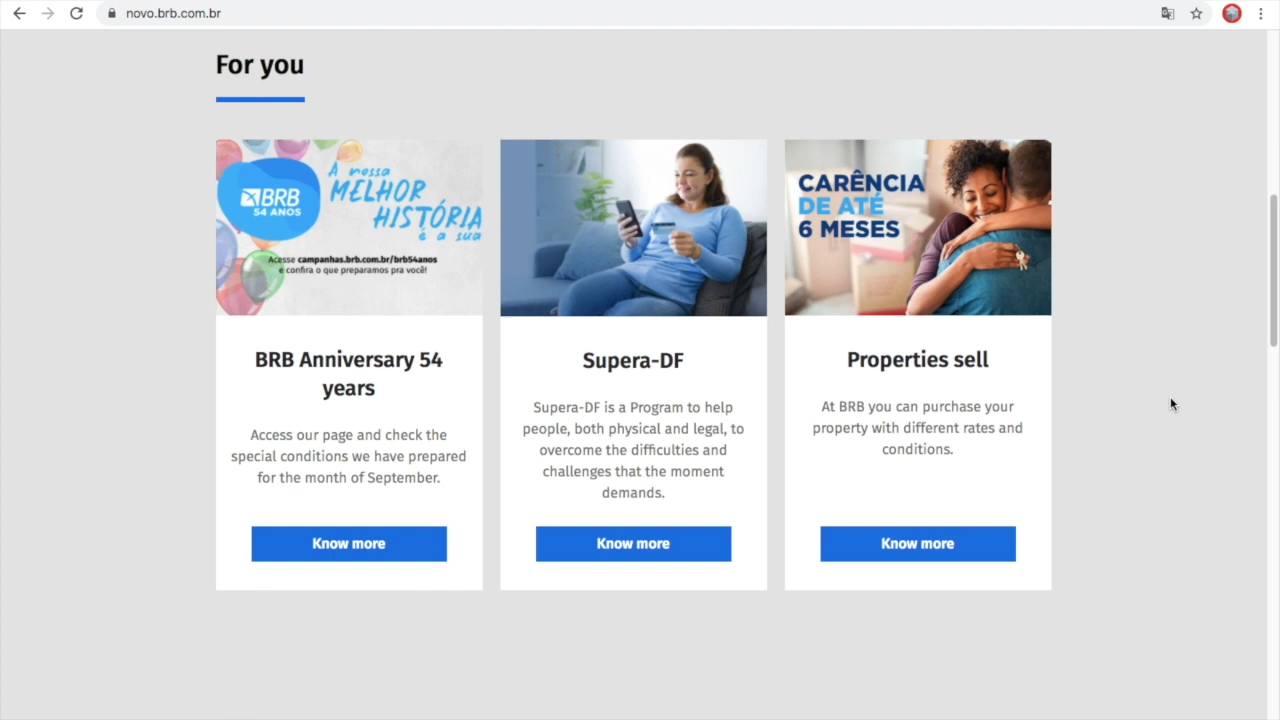 novo.brb.com.br
For you
BRB
54 ANOS
A nossa
MELHOR
HISTÓRIA
é a sua
Acesse campanhas.brb.com.br/brb54anos
e confira o que preparamos pra você!
CARÊNCIA
DE ATÉ
6 MESES
BRB Anniversary 54
years
Access our page and check the
special conditions we have prepared
for the month of September.
Know more
Supera-DF
Supera-DF is a Program to help
people, both physical and legal, to
overcome the difficulties and
challenges that the moment
demands.
Know more
Properties sell
At BRB you can purchase your
property with different rates and
conditions.
Know more